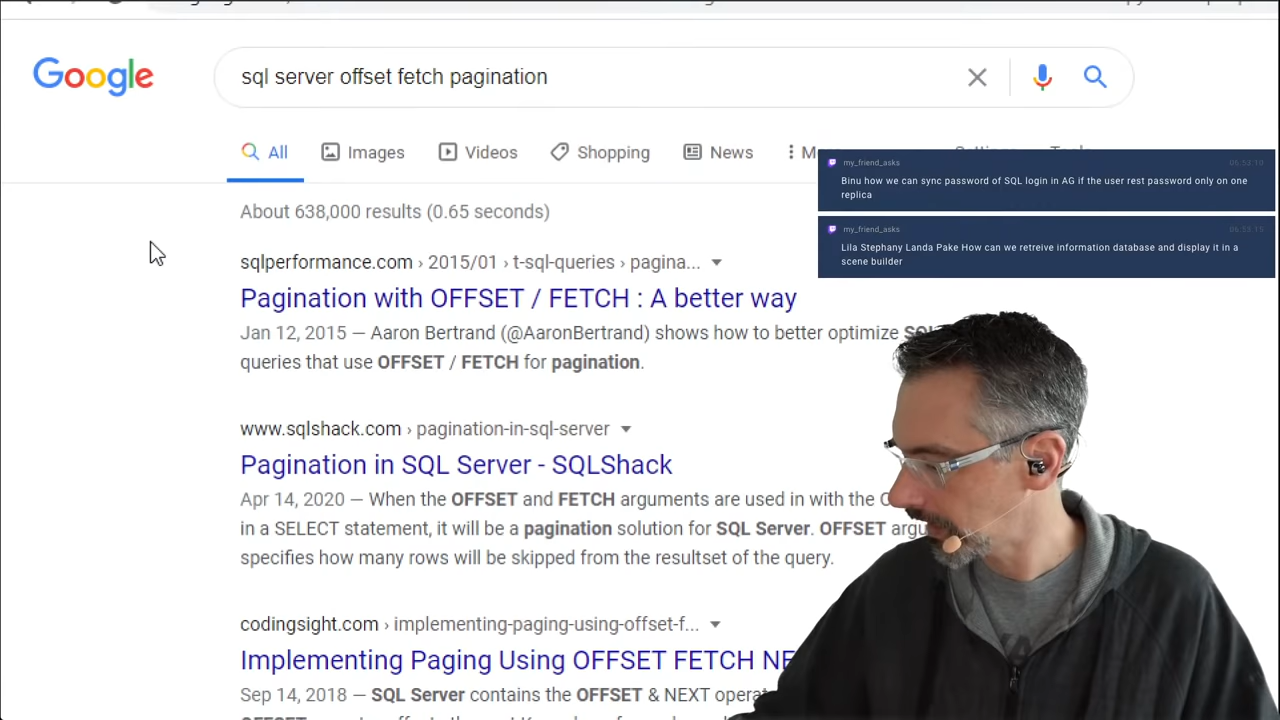 Google
sql server offset fetch pagination
All
Images
Videos
Shopping
News
my_friend_asks
06:53:10
Binu how we can sync password of SQL login in AG if the user rest password only on one
replica
my_friend_asks
06:53:15
Lila Stephany Landa Pake How can we retreive information database and display it in a
scene builder
About 638,000 results (0.65 seconds)
sqlperformance.com › 2015/01 › t-sql-queries › pagina...
Pagination with OFFSET / FETCH : A better way
Jan 12, 2015 — Aaron Bertrand (@AaronBertrand) shows how to better optimize
queries that use OFFSET / FETCH for pagination.
www.sqlshack.com › pagination-in-sql-server
Pagination in SQL Server - SQLShack
Apr 14, 2020 — When the OFFSET and FETCH arguments are used in with the
in a SELECT statement, it will be a pagination solution for SQL Server. OFFSET
specifies how many rows will be skipped from the resultset of the query.
codingsight.com › implementing-paging-using-offset-f...
Implementing Paging Using OFFSET FETCH
Sep 14, 2018 — SQL Server contains the OFFSET & NEXT